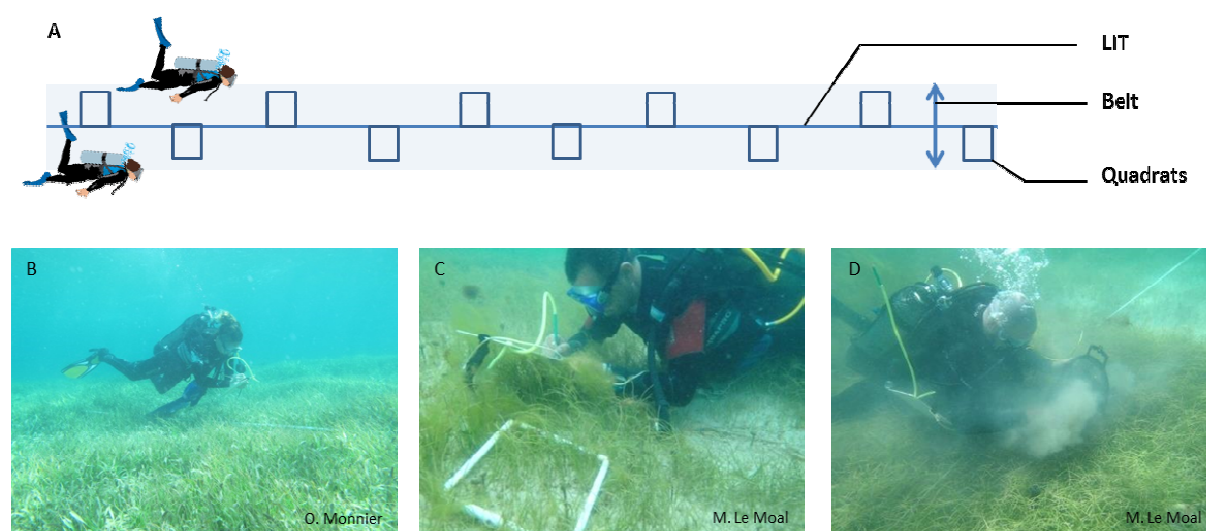 A
LIT
Belt
Quadrats
B
O. Monnier
C
M. Le Moal
D
M. Le Moal